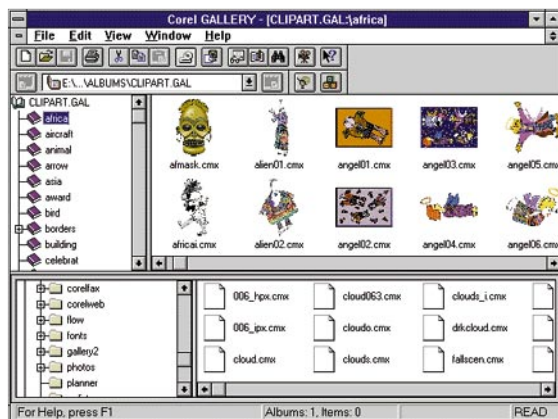 Corel GALLERY - [CLIPART.GAL:\africa]
File Edit View Window Help
E:\...\ALBUMS\CLIPART.GAL
CLIPART.GAL
africa
aircraft
animal
arrow
asia
award
bird
borders
building
celebrat
afmask.cmx alien01.cmx angel01.cmx angel03.cmx angel05.cmx
africai.cmx alien02.cmx angel02.cmx angel04.cmx angel06.cmx
corelfax
corelweb
flow
fonts
gallery2
photos
planner
006_hpx.cmx cloud063.cmx clouds_i.cmx
006_ipx.cmx cloudo.cmx drkcloud.cmx
cloud.cmx clouds.cmx fallscen.cmx
For Help, press F1 Albums: 1, Items: 0 READ